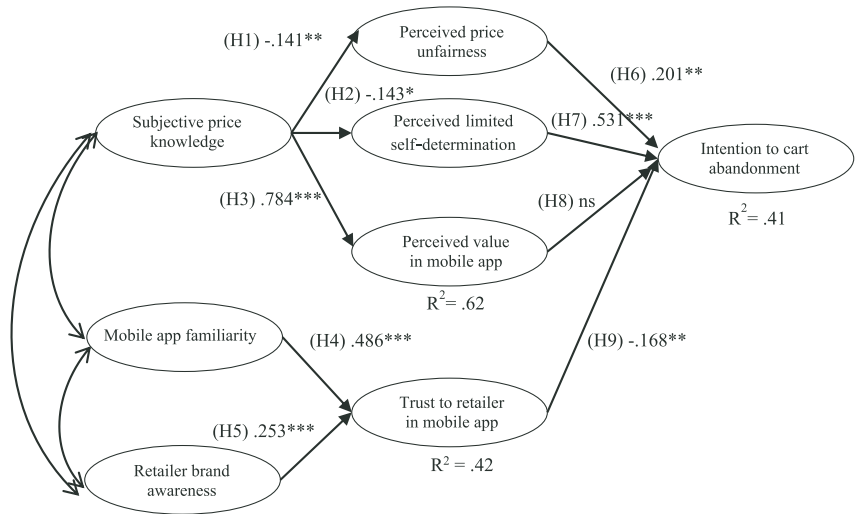 Perceived price
unfairness
(H1) -.141**
(H6) .201**
(H2) -.143*
Subjective price
knowledge
Perceived limited
self-determination
(H7) .531***
Intention to cart
abandonment
R²= .41
(H3) .784***
(H8) ns
Perceived value
in mobile app
R²= .62
Mobile app familiarity
(H4) .486***
(H9) -.168**
Trust to retailer
in mobile app
R² = .42
(H5) .253***
Retailer brand
awareness